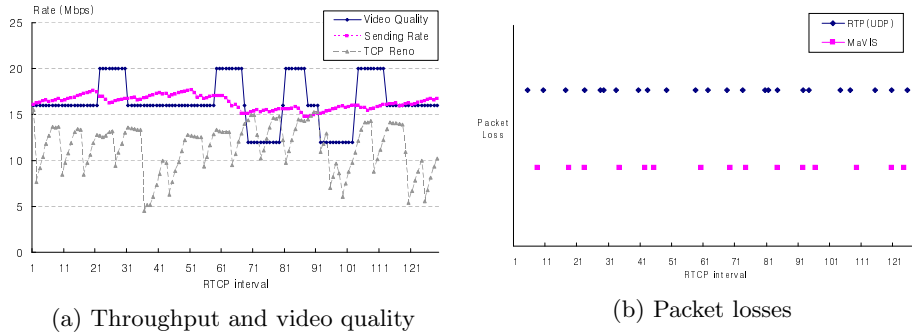 Rate (Mbps)
Video Quality
Sending Rate
TCP Reno
25
20
15
10
5
0
1 11 21 31 41 51 61 71 81 91 101 111 121
RTCP interval
(a) Throughput and video quality
RTP(UDP)
MaVIS
Packet
Loss
1 11 21 31 41 51 61 71 81 91 101 111 121
RTCP interval
(b) Packet losses